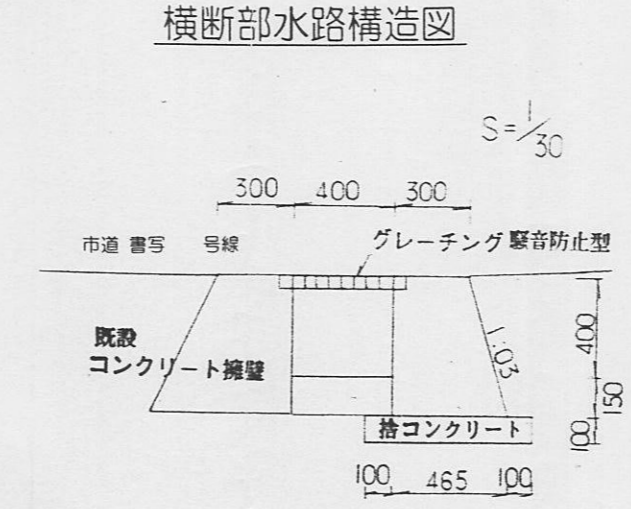 横断部水路構造図
S=1/30
300 400 300
市道 書写 号線
グレーチング 騒音防止型
既設
コンクリート擁壁
1:03
400
150
100
捨コンクリート
100 465 100